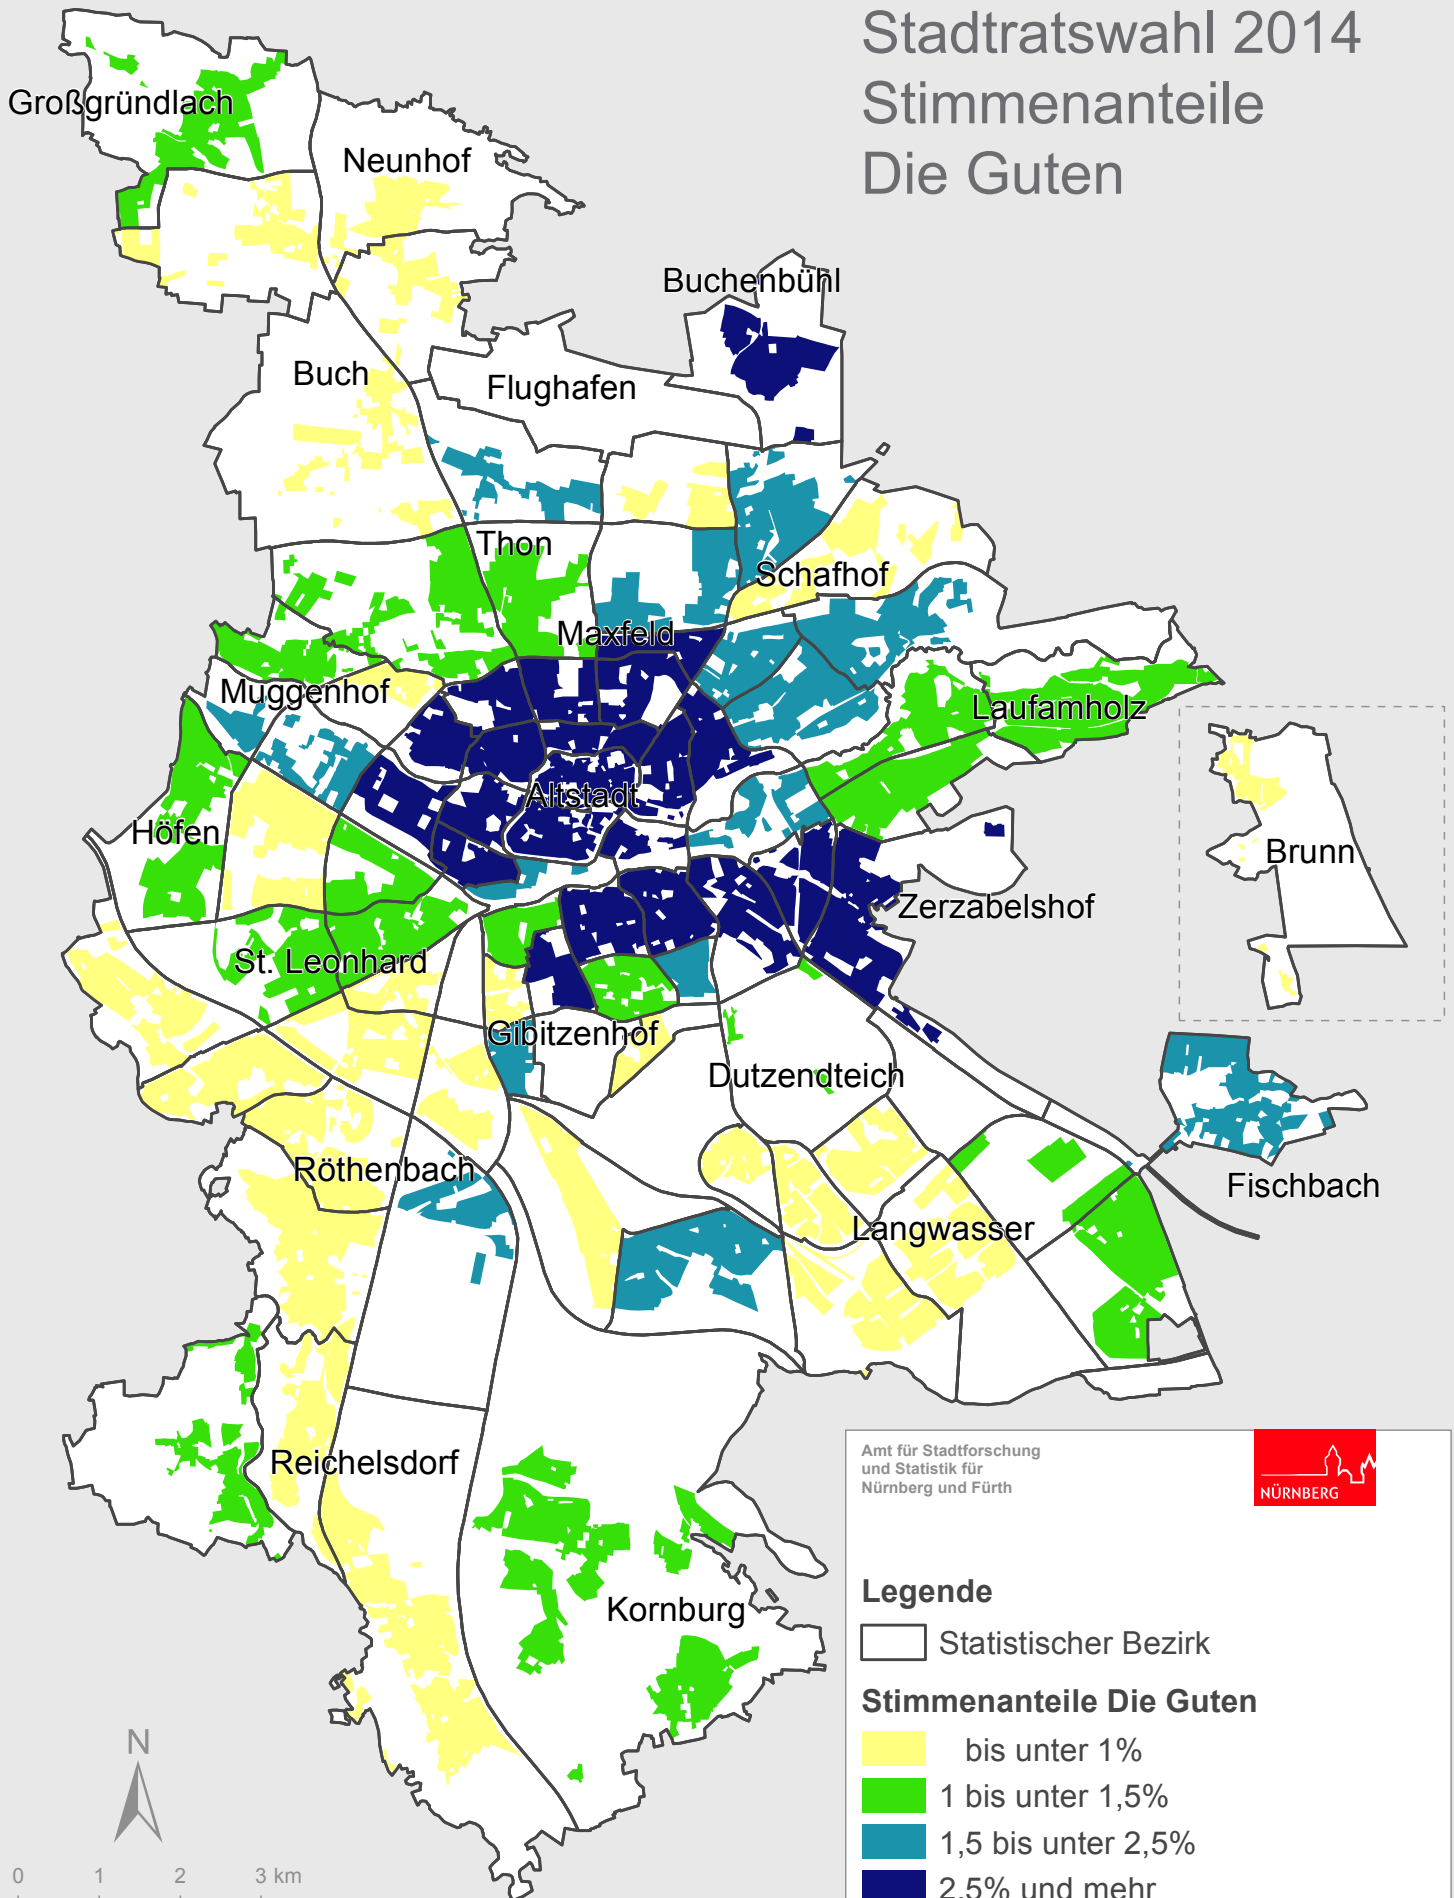 Stadtratswahl 2014
Stimmenanteile
Die Guten
Großgründlach
Neunhof
Buchenbühl
Buch
Flughafen
Thon
Schafhof
Maxfeld
Muggenhof
Laufamholz
Altstadt
Höfen
Brunn
Zerzabelshof
St. Leonhard
Gibitzenhof
Dutzendteich
Röthenbach
Fischbach
Langwasser
Reichelsdorf
Kornburg
Amt für Stadtforschung
und Statistik für
Nürnberg und Fürth
NÜRNBERG
Legende
Statistischer Bezirk
Stimmenanteile Die Guten
bis unter 1%
1 bis unter 1,5%
1,5 bis unter 2,5%
2,5% und mehr
N
0 1 2 3 km